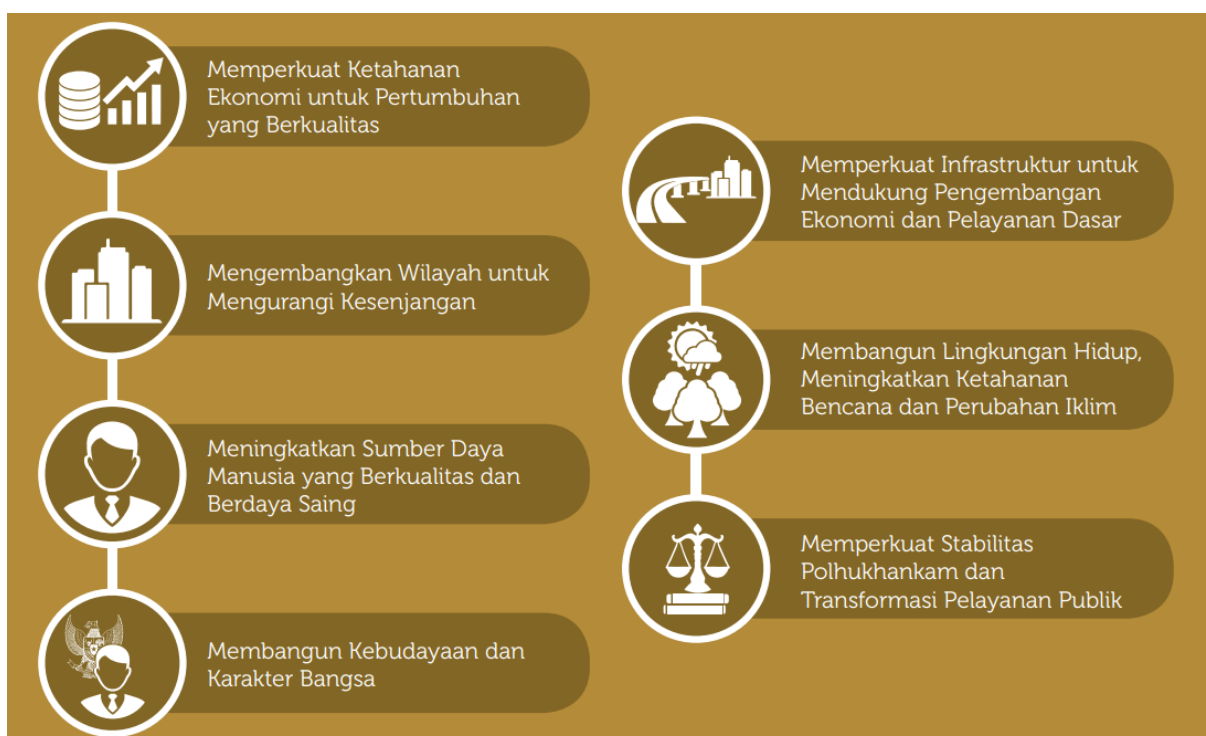 Memperkuat Ketahanan
Ekonomi untuk Pertumbuhan
yang Berkualitas
Mengembangkan Wilayah untuk
Mengurangi Kesenjangan
Meningkatkan Sumber Daya
Manusia yang Berkualitas dan
Berdaya Saing
Membangun Kebudayaan dan
Karakter Bangsa
Memperkuat Infrastruktur untuk
Mendukung Pengembangan
Ekonomi dan Pelayanan Dasar
Membangun Lingkungan Hidup,
Meningkatkan Ketahanan
Bencana dan Perubahan Iklim
Memperkuat Stabilitas
Polhukhankam dan
Transformasi Pelayanan Publik